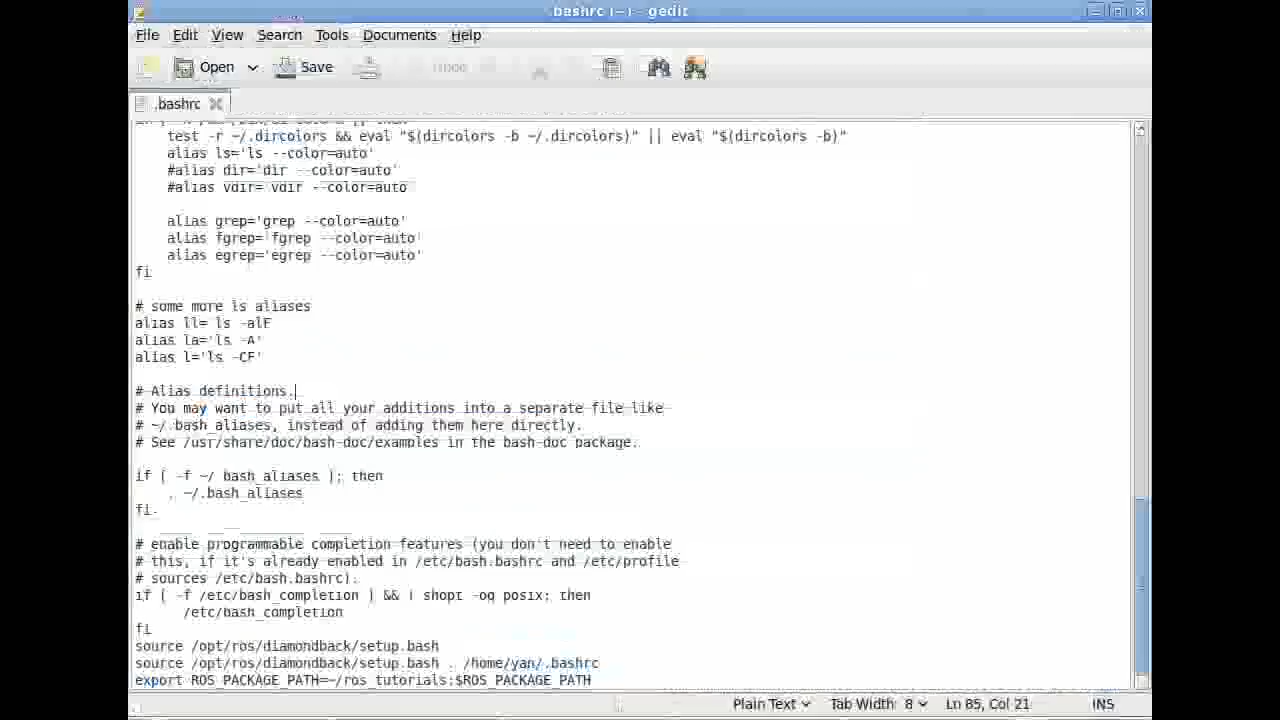 .bashrc (~) - gedit
File Edit View Search Tools Documents Help
Open Save Undo
.bashrc
test -r ~/.dircolors && eval "$(dircolors -b ~/.dircolors)" || eval "$(dircolors -b)"
alias ls='ls --color=auto'
#alias dir='dir --color=auto'
#alias vdir='vdir --color=auto'
alias grep='grep --color=auto'
alias fgrep='fgrep --color=auto'
alias egrep='egrep --color=auto'
fi
# some more ls aliases
alias ll='ls -alF'
alias la='ls -A'
alias l='ls -CF'
# Alias definitions.
# You may want to put all your additions into a separate file like
# ~/.bash_aliases, instead of adding them here directly.
# See /usr/share/doc/bash-doc/examples in the bash-doc package.
if [ -f ~/.bash_aliases ]; then
. ~/.bash_aliases
fi
# enable programmable completion features (you don't need to enable
# this, if it's already enabled in /etc/bash.bashrc and /etc/profile
# sources /etc/bash.bashrc).
if [ -f /etc/bash_completion ] && ! shopt -oq posix; then
/etc/bash_completion
fi
source /opt/ros/diamondback/setup.bash
source /opt/ros/diamondback/setup.bash . /home/yan/.bashrc
export ROS_PACKAGE_PATH=~/ros_tutorials:$ROS_PACKAGE_PATH
Plain Text Tab Width: 8 Ln 85, Col 21 INS